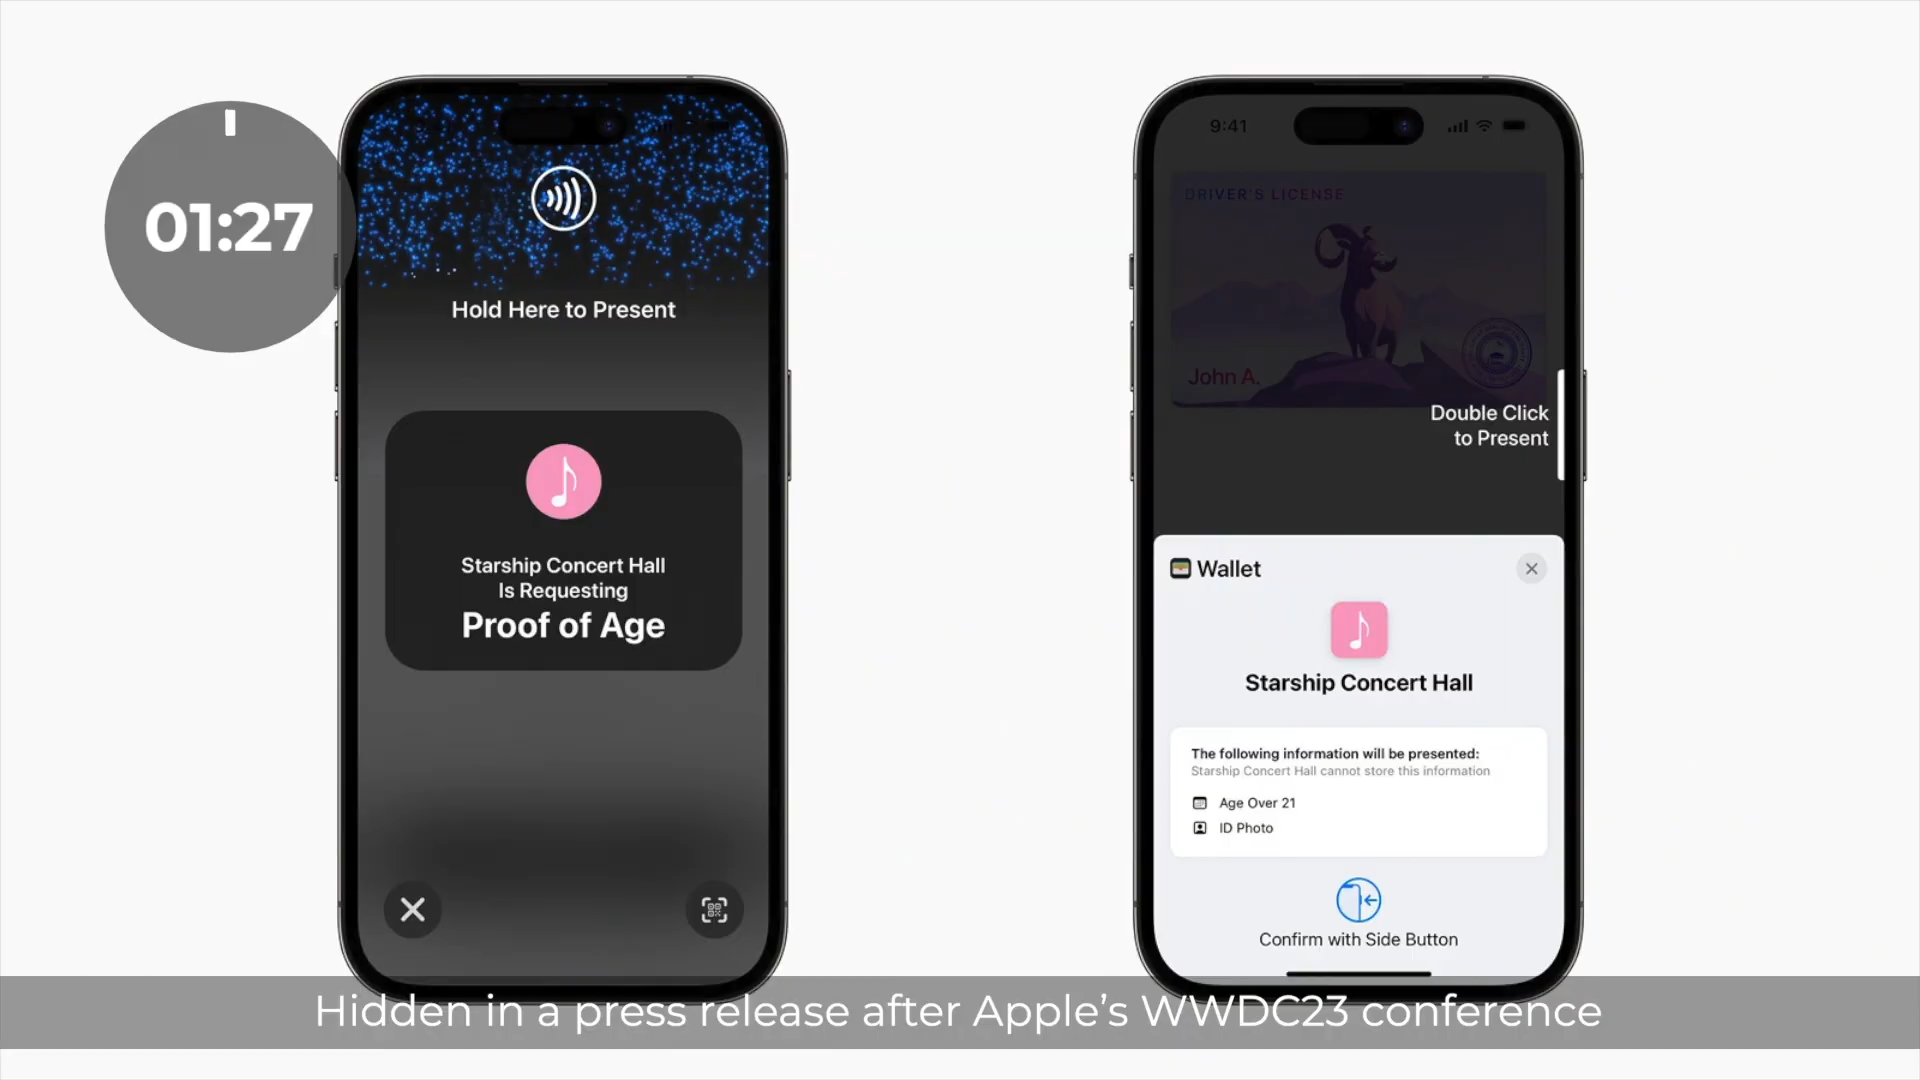 01:27
Hold Here to Present
Starship Concert Hall
Is Requesting
Proof of Age
9:41
DRIVER'S LICENSE
John A.
Double Click
to Present
Wallet
Starship Concert Hall
The following information will be presented:
Starship Concert Hall cannot store this information
Age Over 21
ID Photo
Confirm with Side Button
Hidden in a press release after Apple’s WWDC23 conference